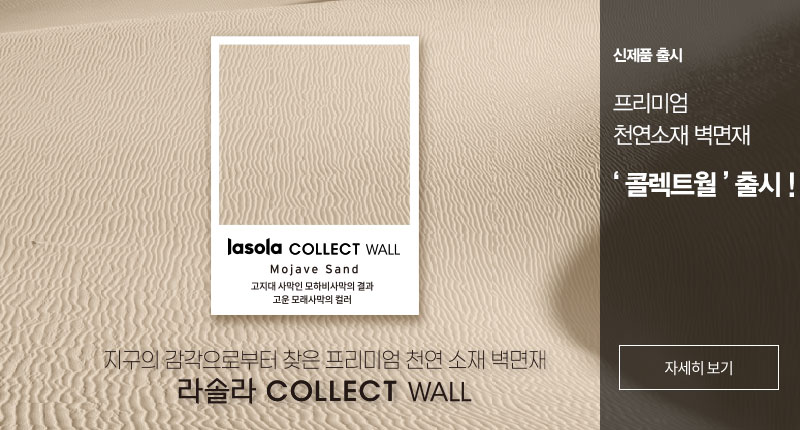 lasola COLLECT WALL
Mojave Sand
고지대 사막인 모하비사막의 결과
고운 모래사막의 컬러
지구의 감각으로부터 찾은 프리미엄 천연 소재 벽면재
라솔라 COLLECT WALL
신제품 출시
프리미엄
천연소재 벽면재
‘ 콜렉트월 ’ 출시 !
자세히 보기